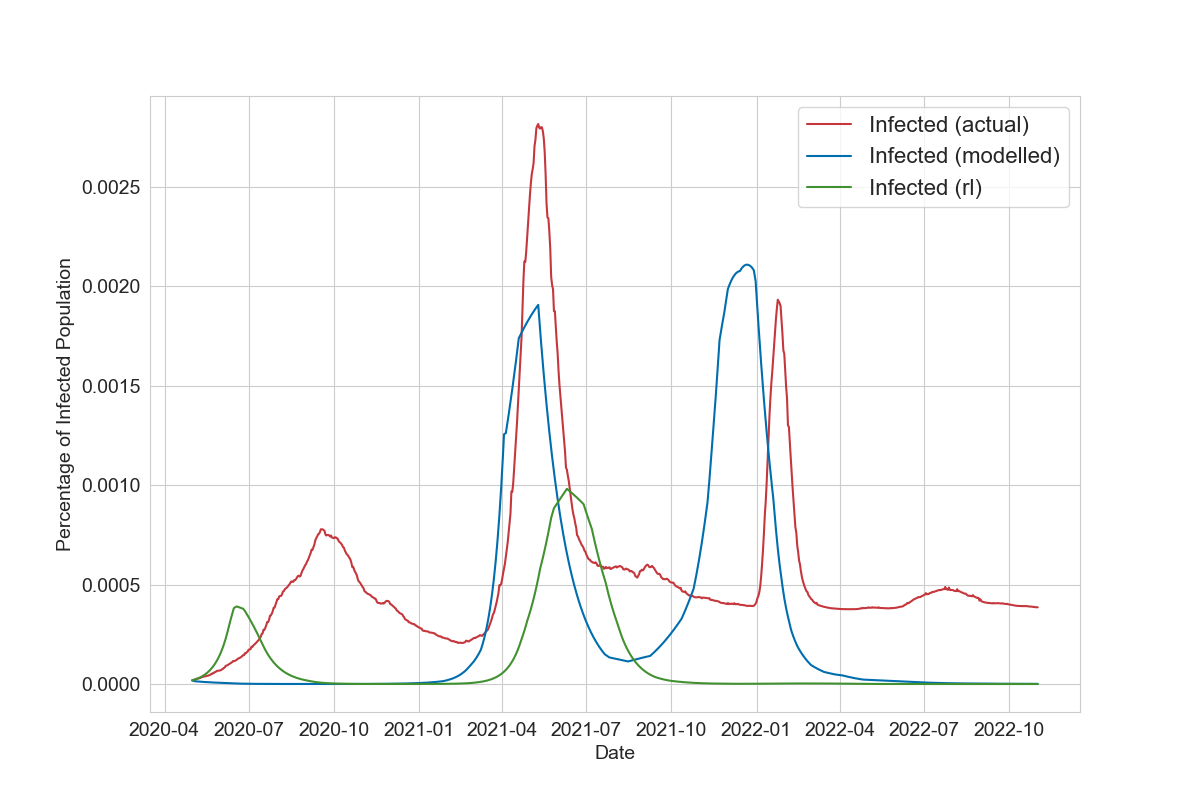 Infected (actual)
Infected (modelled)
Infected (rl)
Percentage of Infected Population
0.0025
0.0020
0.0015
0.0010
0.0005
0.0000
2020-04 2020-07 2020-10 2021-01 2021-04 2021-07 2021-10 2022-01 2022-04 2022-07 2022-10
Date